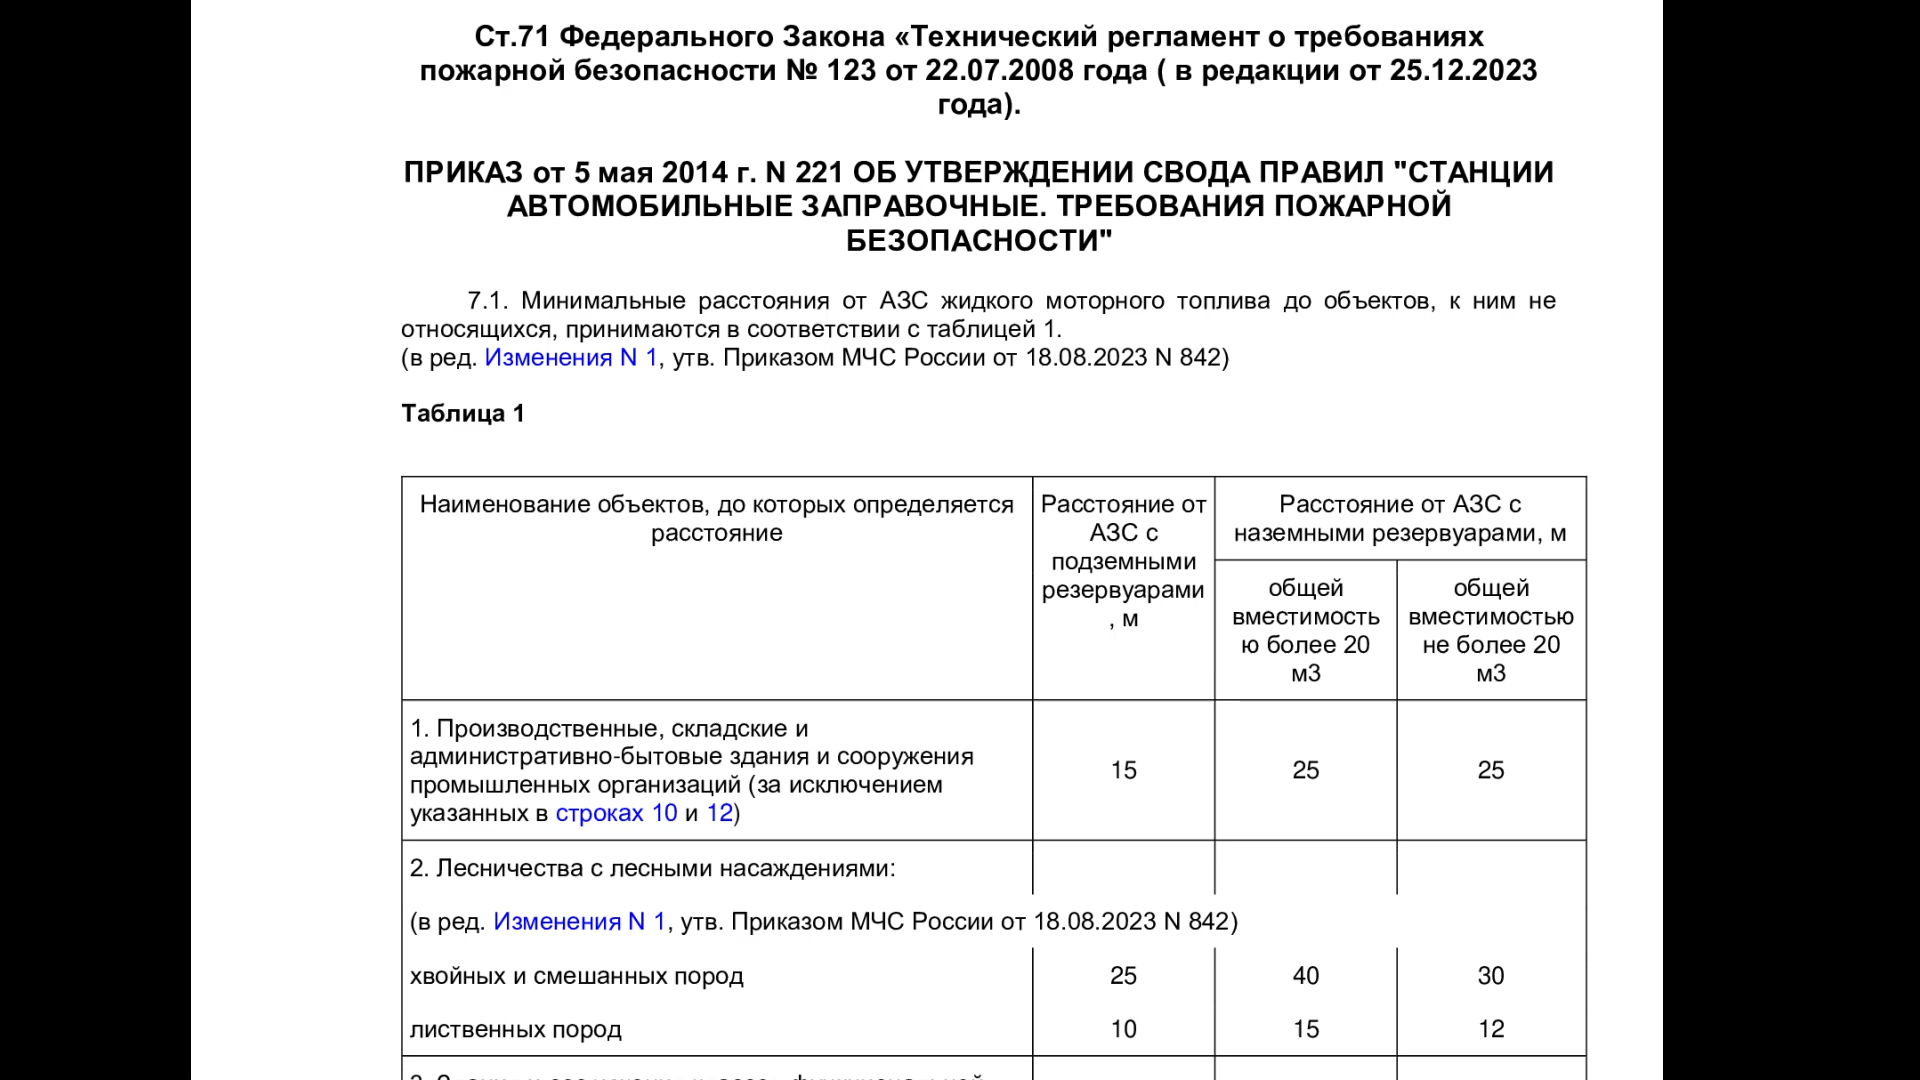 Ст.71 Федерального Закона «Технический регламент о требованиях
пожарной безопасности № 123 от 22.07.2008 года ( в редакции от 25.12.2023
года).
ПРИКАЗ от 5 мая 2014 г. N 221 ОБ УТВЕРЖДЕНИИ СВОДА ПРАВИЛ "СТАНЦИИ
АВТОМОБИЛЬНЫЕ ЗАПРАВОЧНЫЕ. ТРЕБОВАНИЯ ПОЖАРНОЙ
БЕЗОПАСНОСТИ"
7.1. Минимальные расстояния от АЗС жидкого моторного топлива до объектов, к ним не
относящихся, принимаются в соответствии с таблицей 1.
(в ред. Изменения N 1, утв. Приказом МЧС России от 18.08.2023 N 842)
Таблица 1
Наименование объектов, до которых определяется
расстояние
Расстояние от
АЗС с
подземными
резервуарами
, м
Расстояние от АЗС с
наземными резервуарами, м
общей
вместимость
ю более 20
м3
общей
вместимостью
не более 20
м3
1. Производственные, складские и
административно-бытовые здания и сооружения
промышленных организаций (за исключением
указанных в строках 10 и 12)
15
25
25
2. Лесничества с лесными насаждениями:
(в ред. Изменения N 1, утв. Приказом МЧС России от 18.08.2023 N 842)
хвойных и смешанных пород
25
40
30
лиственных пород
10
15
12